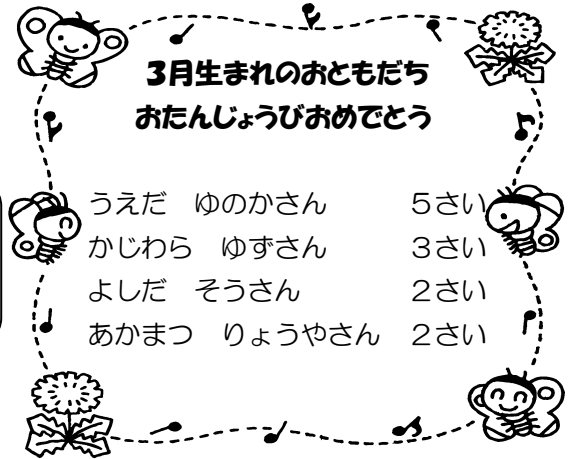 3月生まれのおともだち
おたんじょうびおめでとう
うえだ　ゆのかさん　　　5さい
かじわら　ゆずさん　　　3さい
よしだ　そうさん　　　　2さい
あかまつ　りょうやさん　2さい